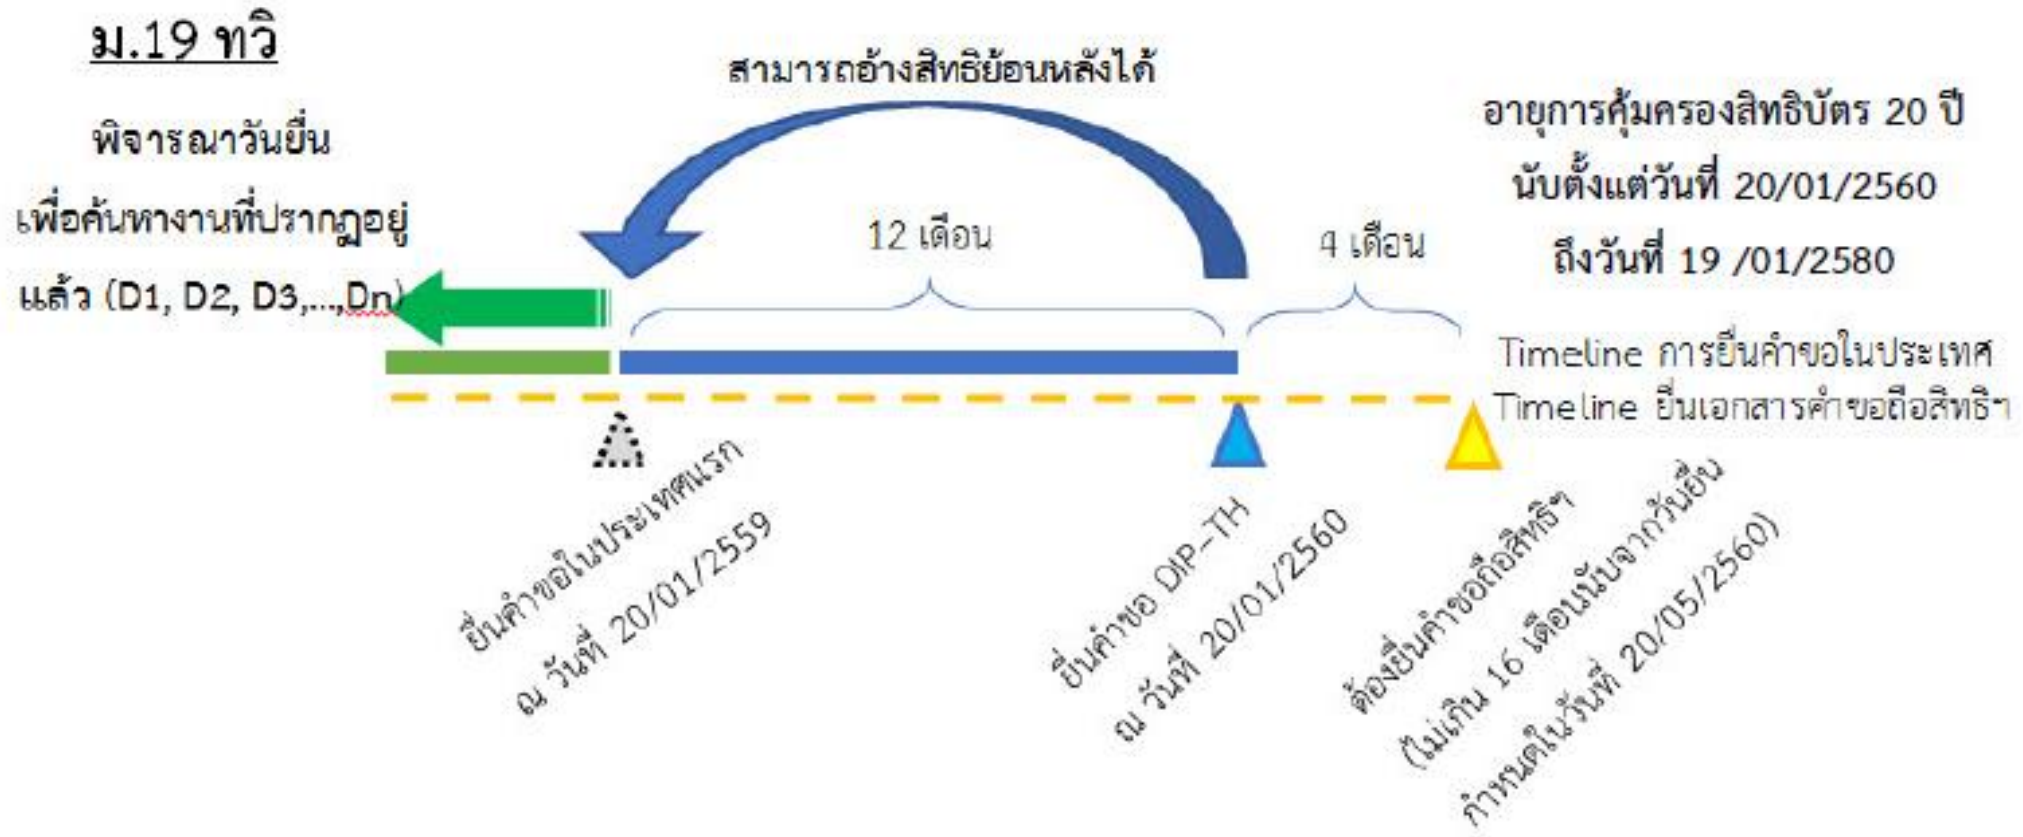 ม.19 ทวิ
พิจารณาวันยื่น
เพื่อค้นหางานที่ปรากฏอยู่
แล้ว (D1, D2, D3,...,Dn)
สามารถอ้างสิทธิย้อนหลังได้
12 เดือน
4 เดือน
อายุการคุ้มครองสิทธิบัตร 20 ปี
นับตั้งแต่วันที่ 20/01/2560
ถึงวันที่ 19 /01/2580
Timeline การยื่นคำขอในประเทศ
Timeline ยื่นเอกสารคำขอถือสิทธิฯ
ยื่นคำขอในประเทศแรก
ณ วันที่ 20/01/2559
ยื่นคำขอ DIP-TH
ณ วันที่ 20/01/2560
ต้องยื่นคำขอถือสิทธิฯ
(ไม่เกิน 16 เดือนนับจากวันยื่น
กำหนดในวันที่ 20/05/2560)